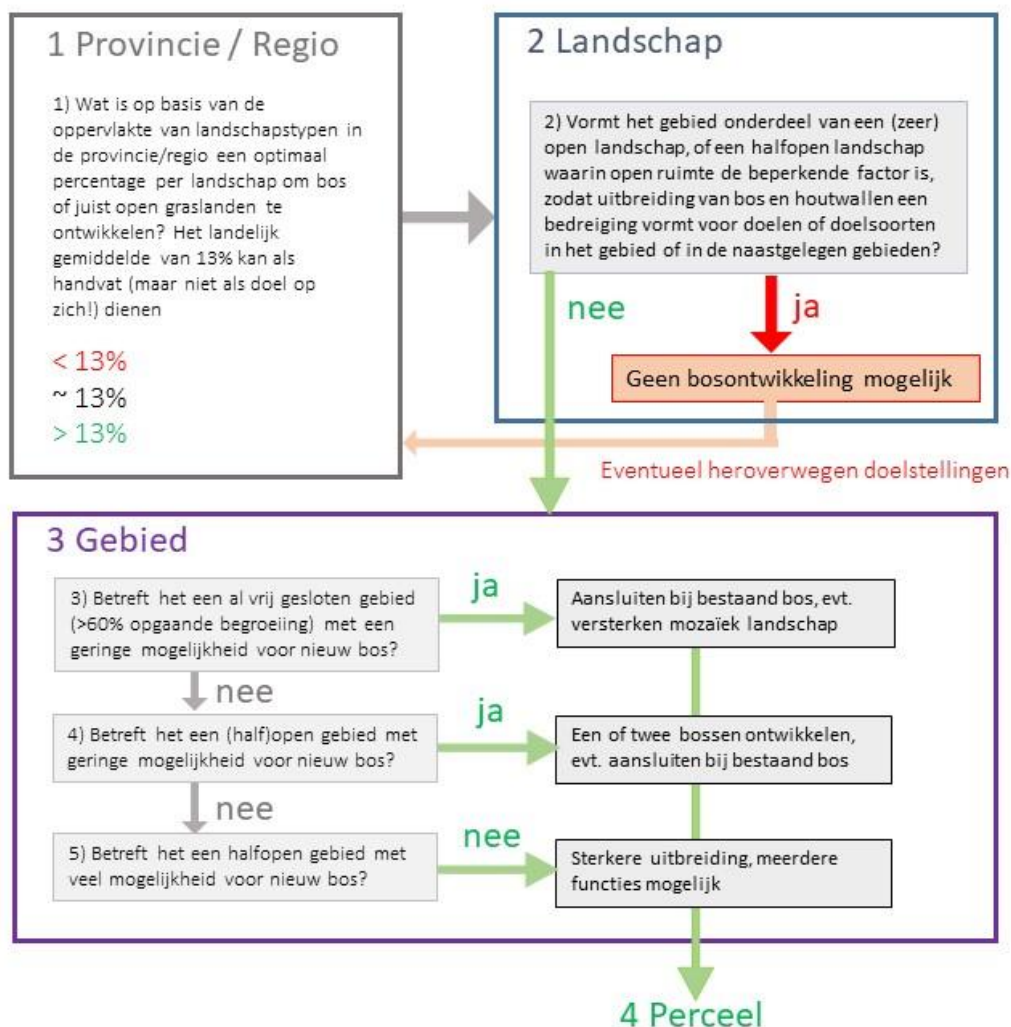 1 Provincie / Regio
1) Wat is op basis van de
oppervlakte van landschapstypen in
de provincie/regio een optimaal
percentage per landschap om bos
of juist open graslanden te
ontwikkelen? Het landelijk
gemiddelde van 13% kan als
handvat (maar niet als doel op
zich!) dienen
< 13%
~ 13%
> 13%
2 Landschap
2) Vormt het gebied onderdeel van een (zeer)
open landschap, of een halfopen landschap
waarin open ruimte de beperkende factor is,
zodat uitbreiding van bos en houtwallen een
bedreiging vormt voor doelen of doelsoorten
in het gebied of in de naastgelegen gebieden?
nee
ja
Geen bosontwikkeling mogelijk
Eventueel heroverwegen doelstellingen
3 Gebied
3) Betreft het een al vrij gesloten gebied
(>60% opgaande begroeiing) met een
geringe mogelijkheid voor nieuw bos?
ja
Aansluiten bij bestaand bos, evt.
versterken mozaïek landschap
nee
4) Betreft het een (half)open gebied met
geringe mogelijkheid voor nieuw bos?
ja
Een of twee bossen ontwikkelen,
evt. aansluiten bij bestaand bos
nee
5) Betreft het een halfopen gebied met
veel mogelijkheid voor nieuw bos?
nee
Sterkere uitbreiding, meerdere
functies mogelijk
4 Perceel